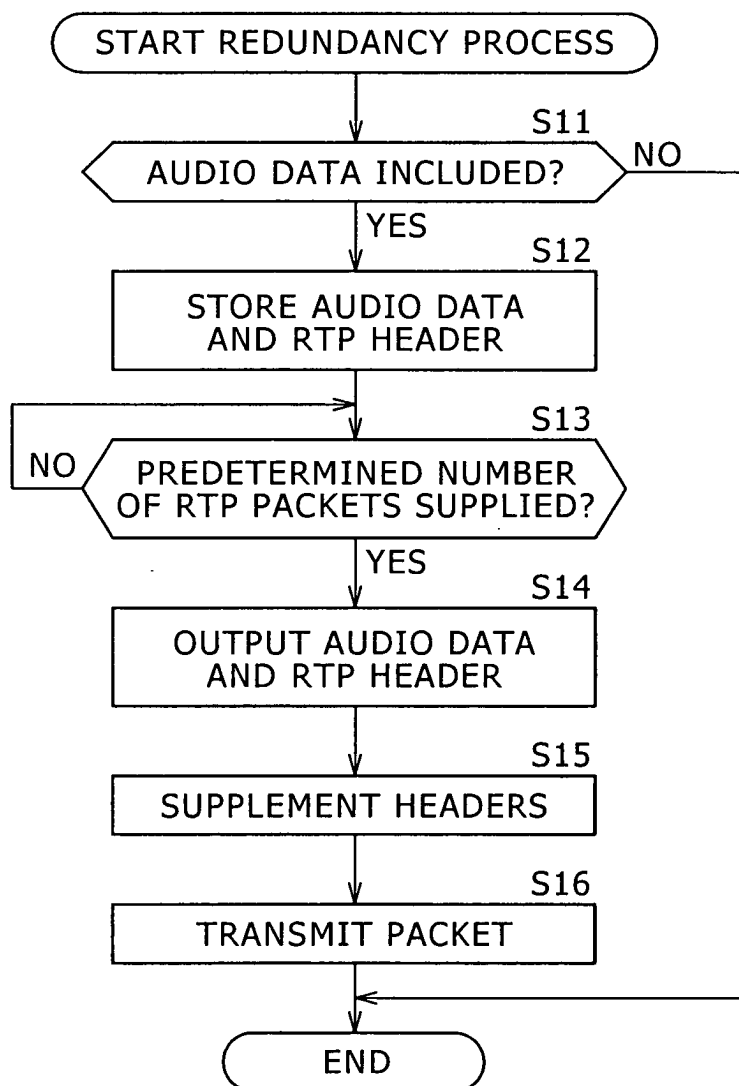 START REDUNDANCY PROCESS
S11
AUDIO DATA INCLUDED?
NO
YES
S12
STORE AUDIO DATA
AND RTP HEADER
S13
NO
PREDETERMINED NUMBER
OF RTP PACKETS SUPPLIED?
YES
S14
OUTPUT AUDIO DATA
AND RTP HEADER
S15
SUPPLEMENT HEADERS
S16
TRANSMIT PACKET
END